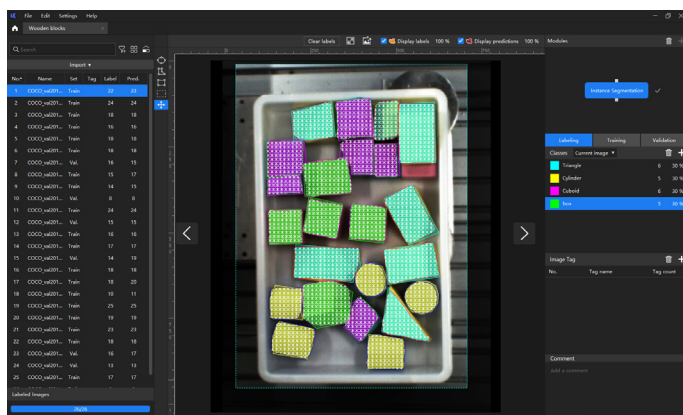 File Edit Settings Help
Wooden blocks
Clear labels Display labels 100 % Display predictions 100 %
Modules
Search
Import
No. Name Set Tag Label Pred.
1 COCO_val201... Train 22 23
2 COCO_val201... Train 24 24
3 COCO_val201... Train 18 18
4 COCO_val201... Train 16 16
5 COCO_val201... Train 18 18
6 COCO_val201... Train 18 18
7 COCO_val201... Val. 16 15
8 COCO_val201... Train 15 17
9 COCO_val201... Train 14 15
10 COCO_val201... Val. 8 8
11 COCO_val201... Train 24 24
12 COCO_val201... Val. 15 15
13 COCO_val201... Train 16 16
14 COCO_val201... Train 17 17
15 COCO_val201... Val. 14 19
16 COCO_val201... Train 18 18
17 COCO_val201... Train 18 20
18 COCO_val201... Train 10 11
19 COCO_val201... Train 25 25
20 COCO_val201... Train 19 19
21 COCO_val201... Train 23 23
22 COCO_val201... Train 18 18
23 COCO_val201... Val. 16 17
24 COCO_val201... Val. 13 13
25 COCO_val201... Train 17 17
Labeled Images
26/26
Instance Segmentation
Labeling Training Validation
Classes Current image
Triangle 6 30 %
Cylinder 5 30 %
Cuboid 6 30 %
box 5 30 %
Image Tag
No. Tag name Tag count
Comment
Add a comment